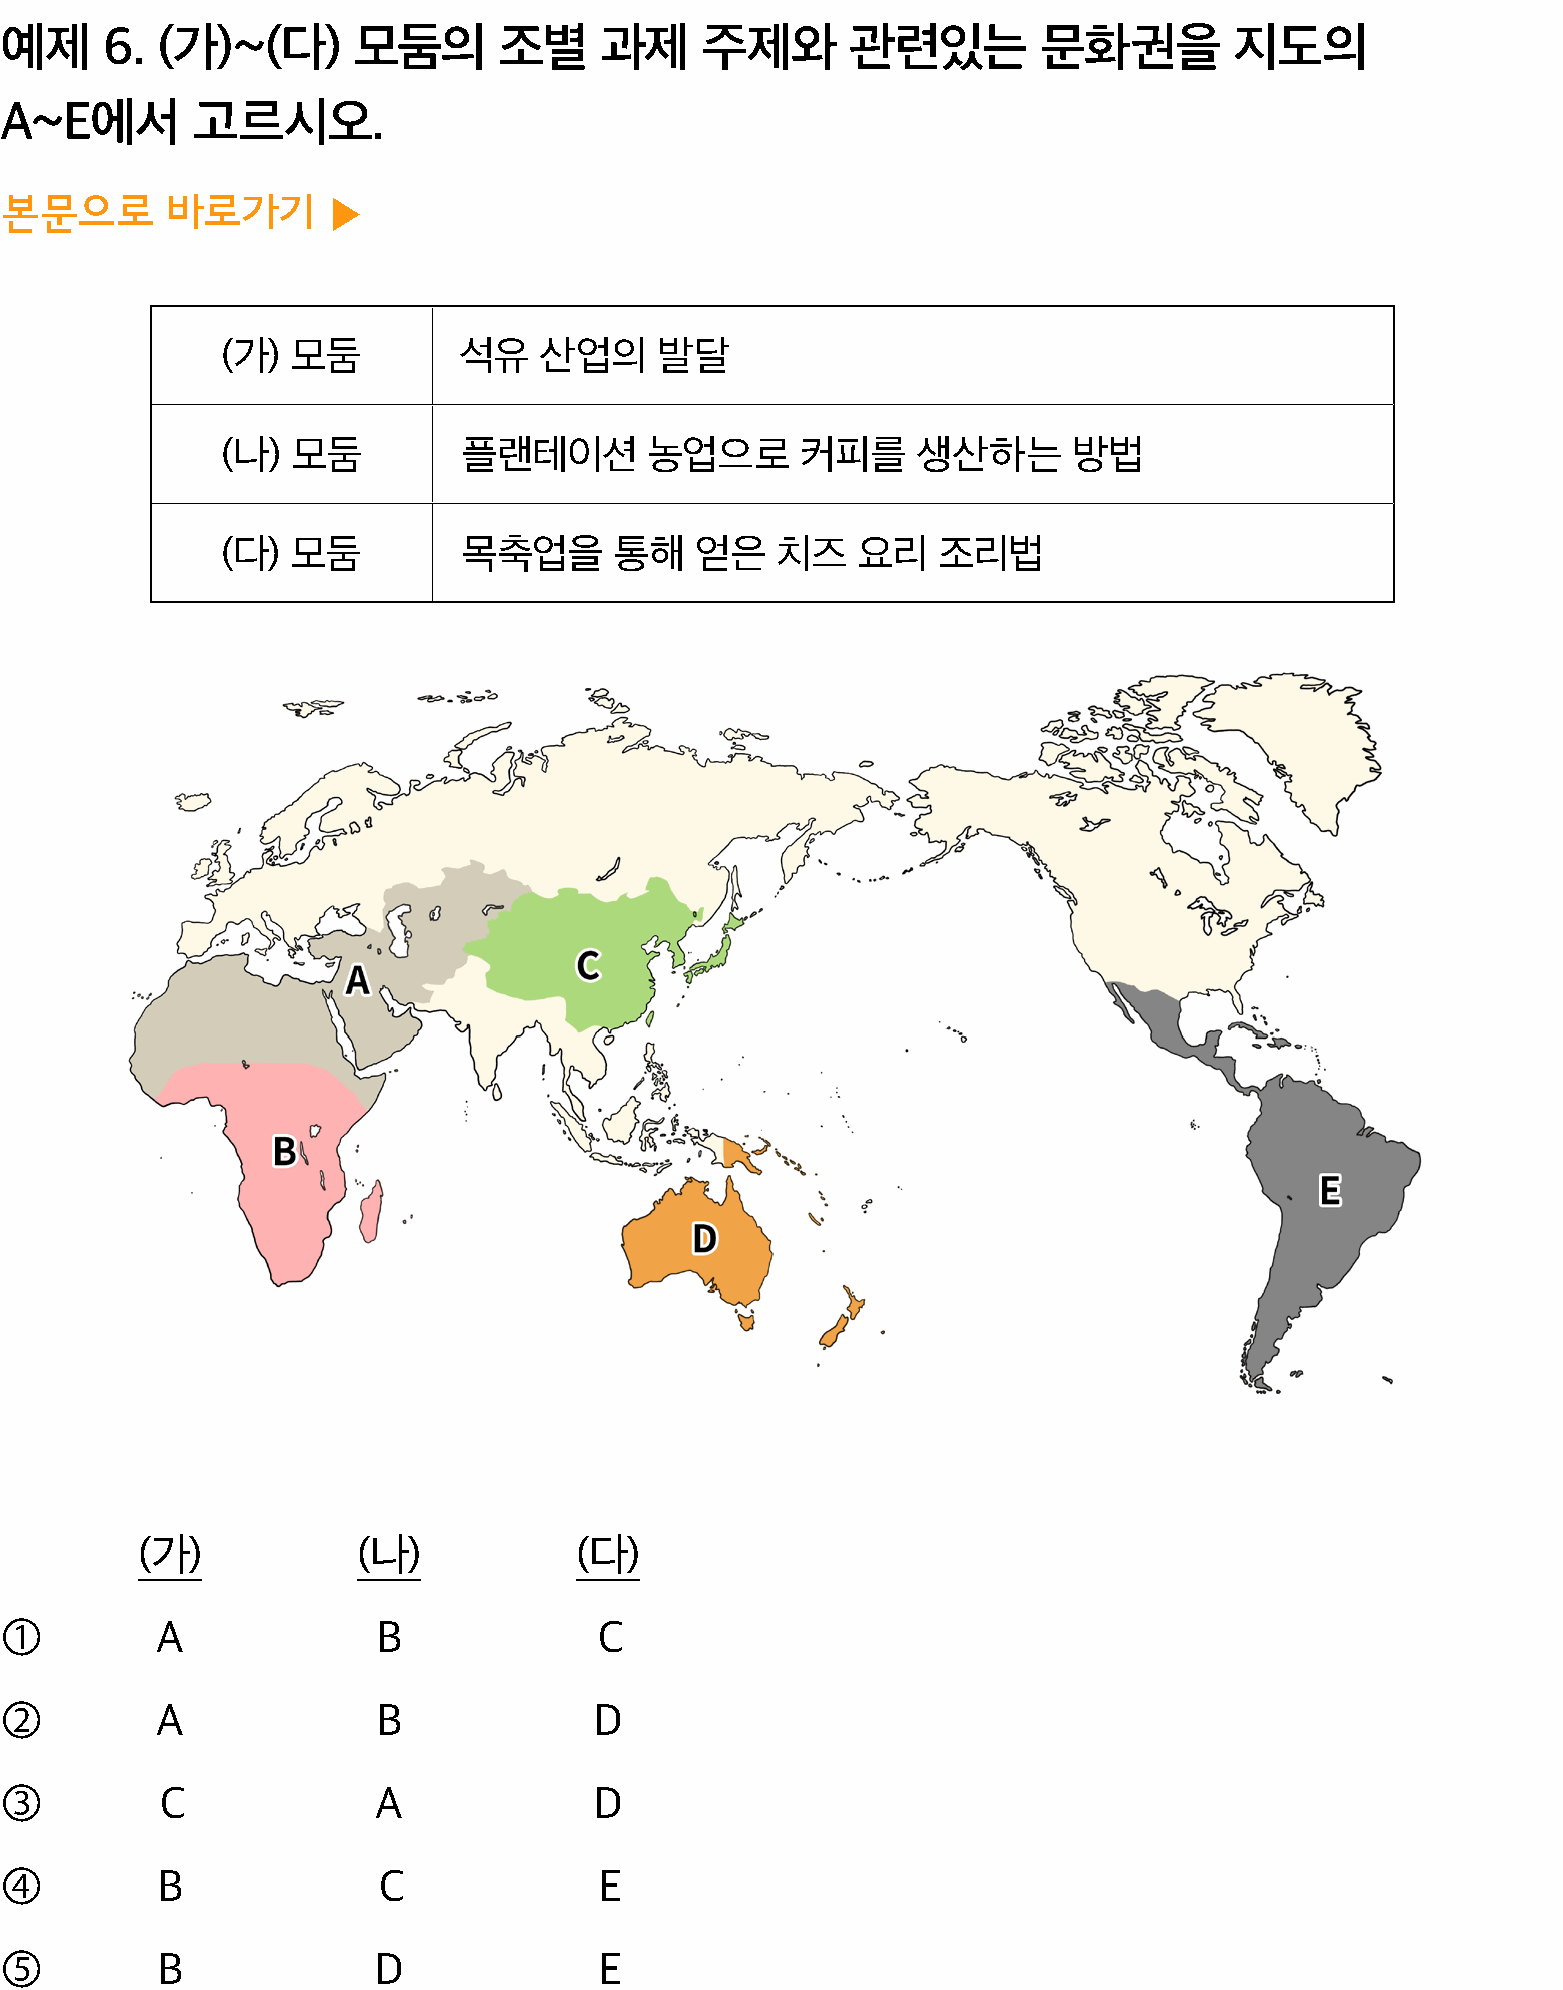 예제 6. (가)~(다) 모둠의 조별 과제 주제와 관련있는 문화권을 지도의
A~E에서 고르시오.
본문으로 바로가기 ▶
(가) 모둠 석유 산업의 발달
(나) 모둠 플랜테이션 농업으로 커피를 생산하는 방법
(다) 모둠 목축업을 통해 얻은 치즈 요리 조리법
C
A
B
E
D
(가) (나) (다)
① A B C
② A B D
③ C A D
④ B C E
⑤ B D E